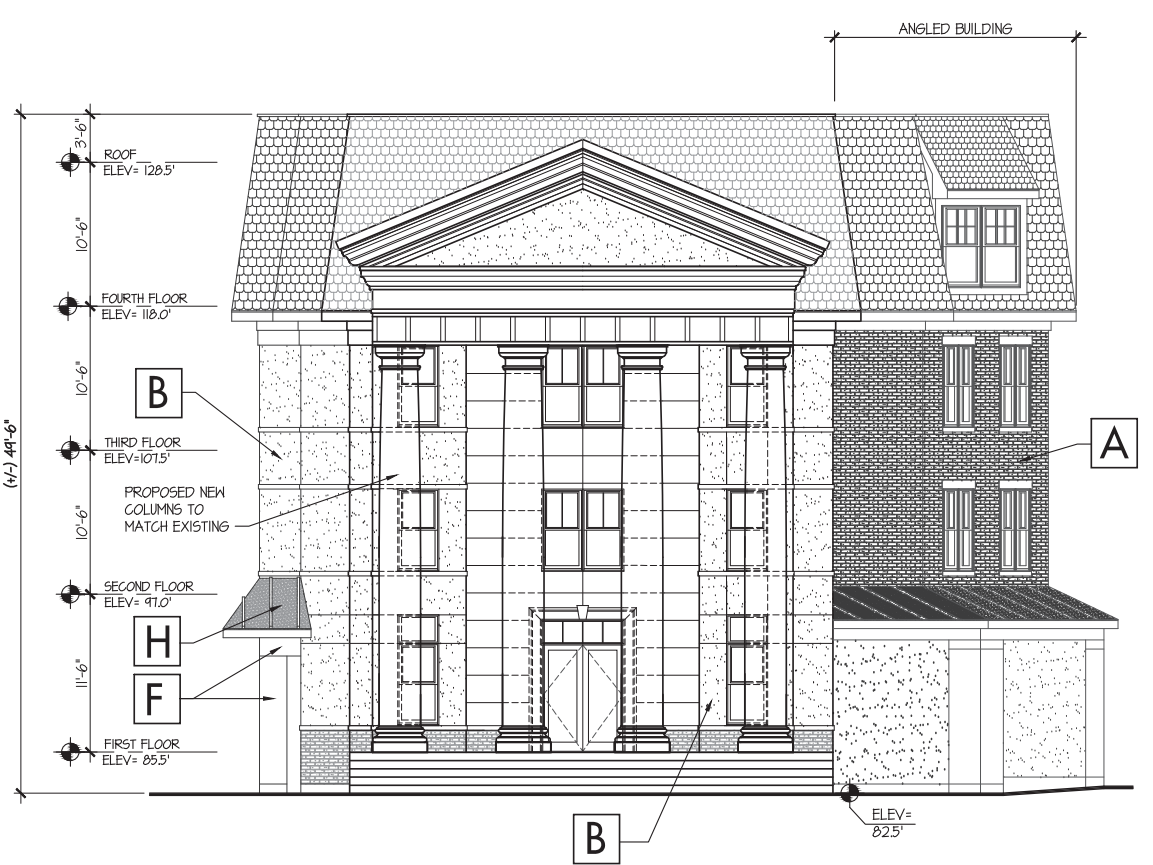 ANGLED BUILDING
3'-6"
ROOF
ELEV= 128.5'
10'-6"
FOURTH FLOOR
ELEV= 118.0'
10'-6"
B
A
(+/-) 49'-6"
THIRD FLOOR
ELEV=107.5'
PROPOSED NEW
COLUMNS TO
MATCH EXISTING
10'-6"
SECOND FLOOR
ELEV= 97.0'
H
11'-6"
F
FIRST FLOOR
ELEV= 85.5'
B
ELEV=
82.5'